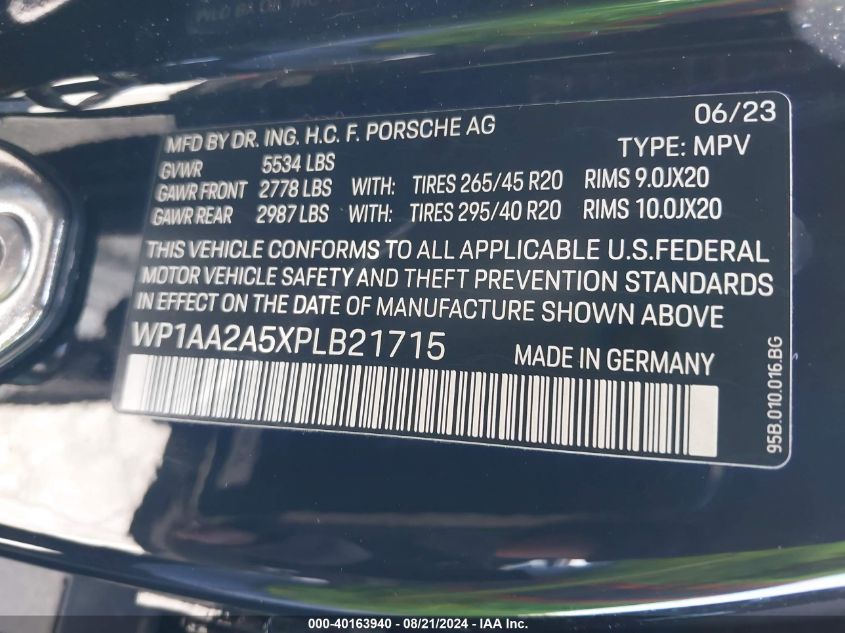 06/23
MFD BY DR. ING. H.C. F. PORSCHE AG
TYPE: MPV
GVWR 5534 LBS
GAWR FRONT 2778 LBS WITH: TIRES 265/45 R20 RIMS 9.0JX20
GAWR REAR 2987 LBS WITH: TIRES 295/40 R20 RIMS 10.0JX20
THIS VEHICLE CONFORMS TO ALL APPLICABLE U.S.FEDERAL
MOTOR VEHICLE SAFETY AND THEFT PREVENTION STANDARDS
IN EFFECT ON THE DATE OF MANUFACTURE SHOWN ABOVE
WP1AA2A5XPLB21715 MADE IN GERMANY
95B.010.016.BG
000-40163940 - 08/21/2024 - IAA Inc.